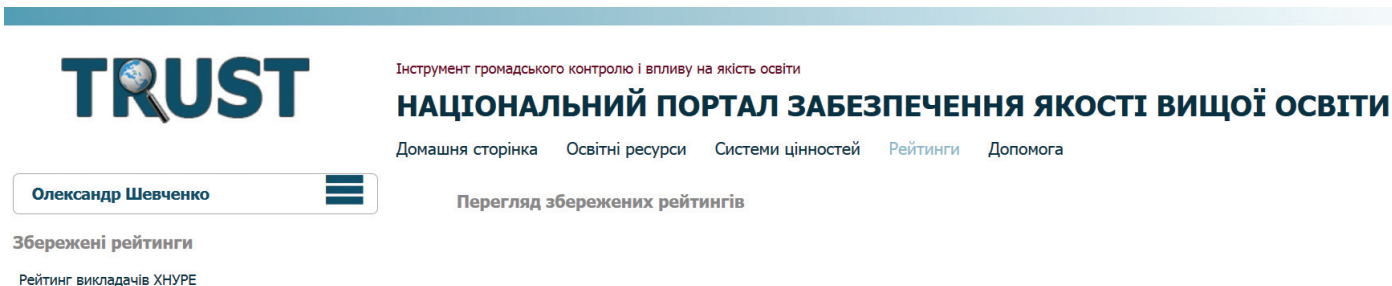 TRUST
Інструмент громадського контролю і впливу на якість освіти
НАЦІОНАЛЬНИЙ ПОРТАЛ ЗАБЕЗПЕЧЕННЯ ЯКОСТІ ВИЩОЇ ОСВІТИ
Домашня сторінка Освітні ресурси Системи цінностей Рейтинги Допомога
Олександр Шевченко
Перегляд збережених рейтингів
Збережені рейтинги
Рейтинг викладачів ХНУРЕ